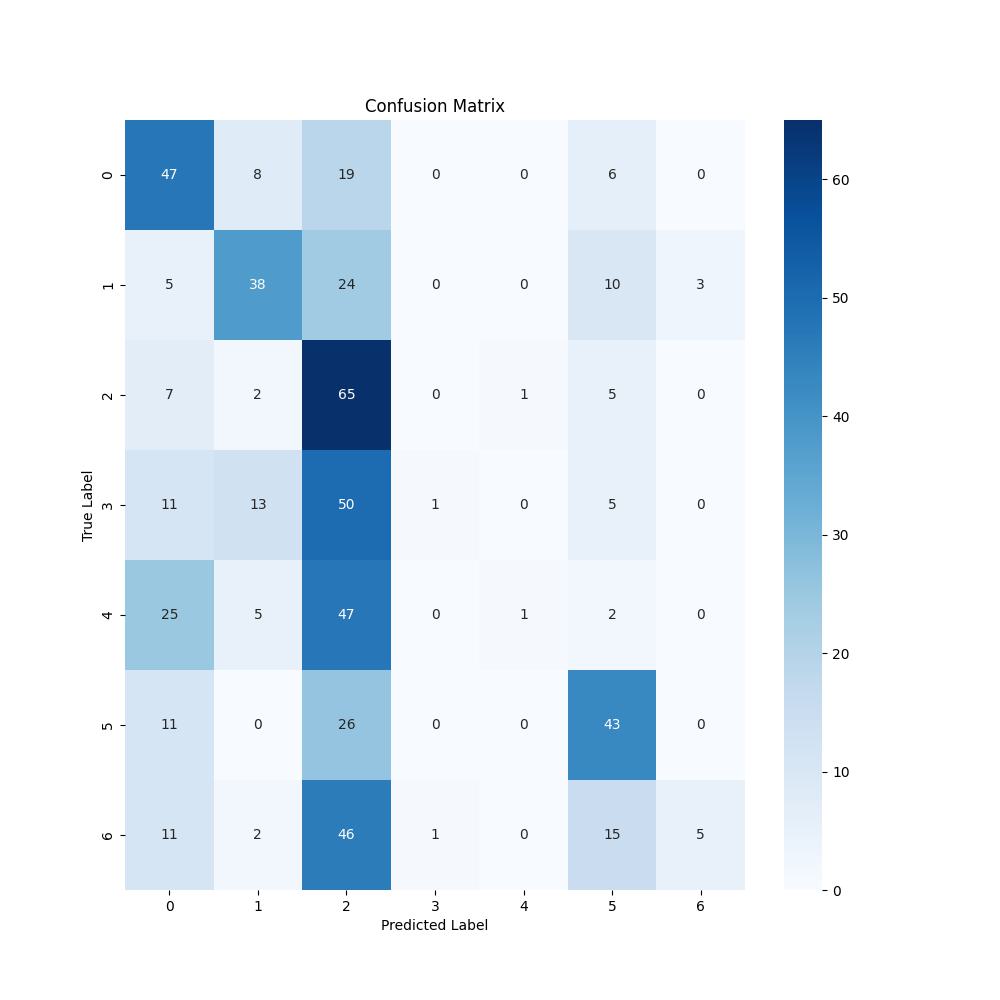 Confusion Matrix
0 47 8 19 0 0 6 0
1 5 38 24 0 0 10 3
2 7 2 65 0 1 5 0
3 11 13 50 1 0 5 0
4 25 5 47 0 1 2 0
5 11 0 26 0 0 43 0
6 11 2 46 1 0 15 5
True Label
0 1 2 3 4 5 6
Predicted Label
60
50
40
30
20
10
0